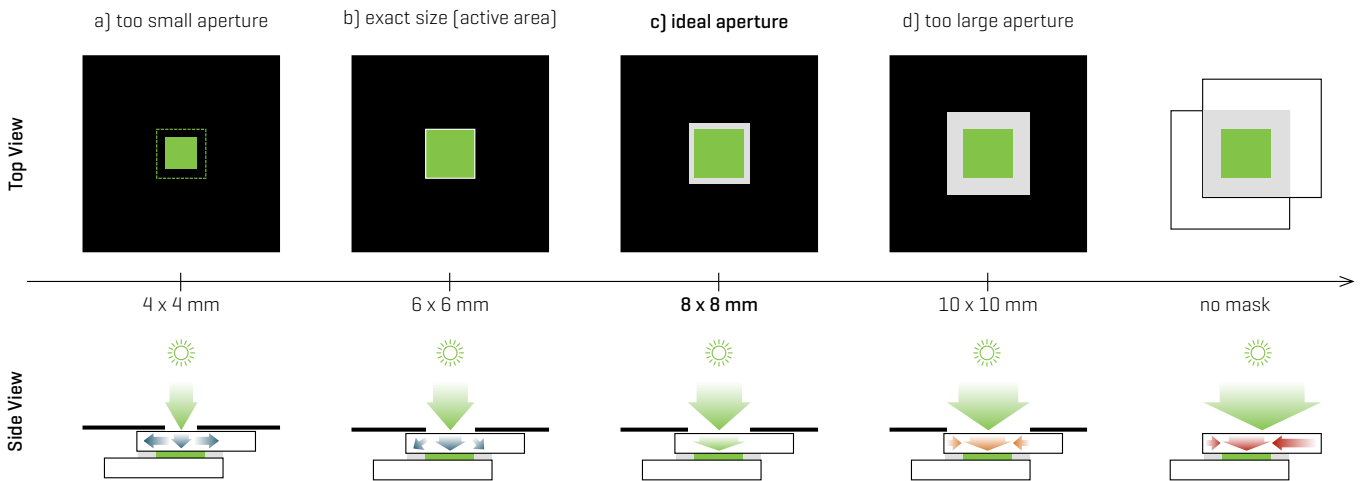 a) too small aperture
b) exact size (active area)
c) ideal aperture
d) too large aperture
Top View
4 x 4 mm
6 x 6 mm
8 x 8 mm
10 x 10 mm
no mask
Side View